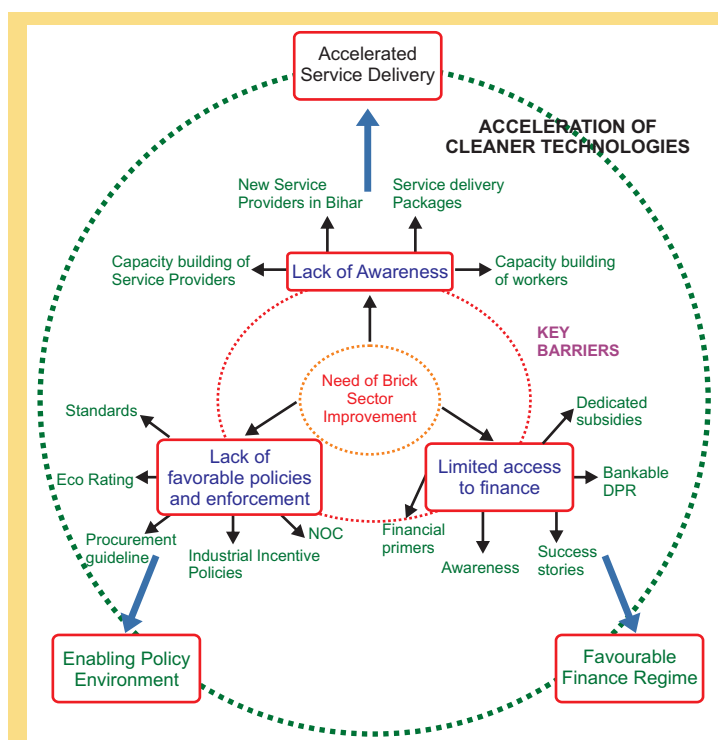 Accelerated
Service Delivery
ACCELERATION OF
CLEANER TECHNOLOGIES
New Service
Providers in Bihar
Service delivery
Packages
Capacity building of
Service Providers
Lack of Awareness
Capacity building
of workers
KEY
BARRIERS
Need of Brick
Sector
Improvement
Standards
Dedicated
subsidies
Lack of
favorable policies
and enforcement
Limited access
to finance
Eco Rating
Bankable
DPR
Procurement
guideline
Industrial Incentive
Policies
NOC
Financial
primers
Awareness
Success
stories
Enabling Policy
Environment
Favourable
Finance Regime